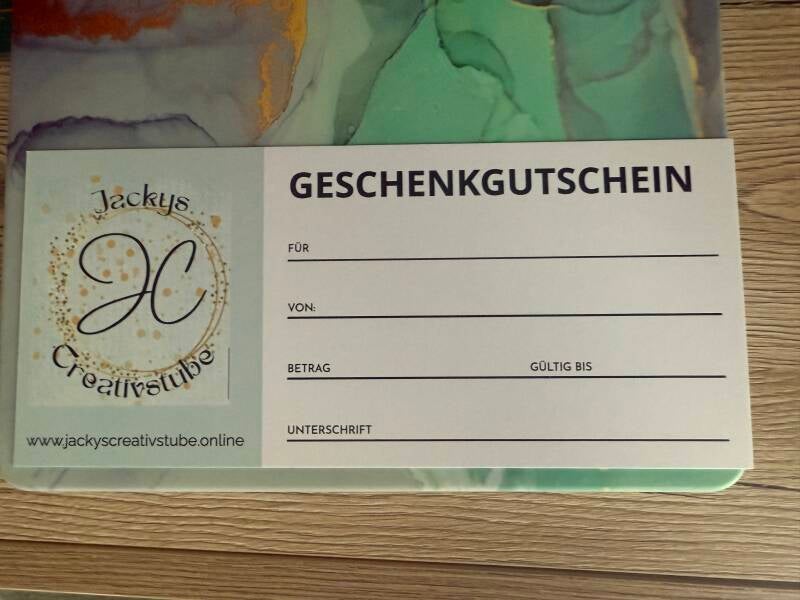 Jackys
JC
Creativstube
www.jackyscreativstube.online
GESCHENKGUTSCHEIN
FÜR
VON:
BETRAG GÜLTIG BIS
UNTERSCHRIFT